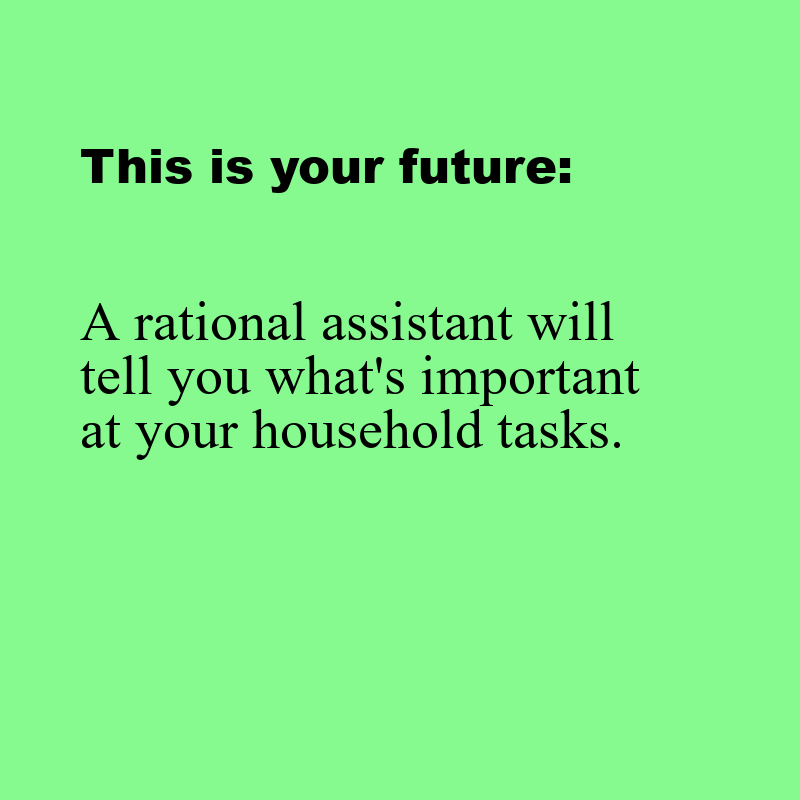 This is your future:
A rational assistant will
tell you what's important
at your household tasks.